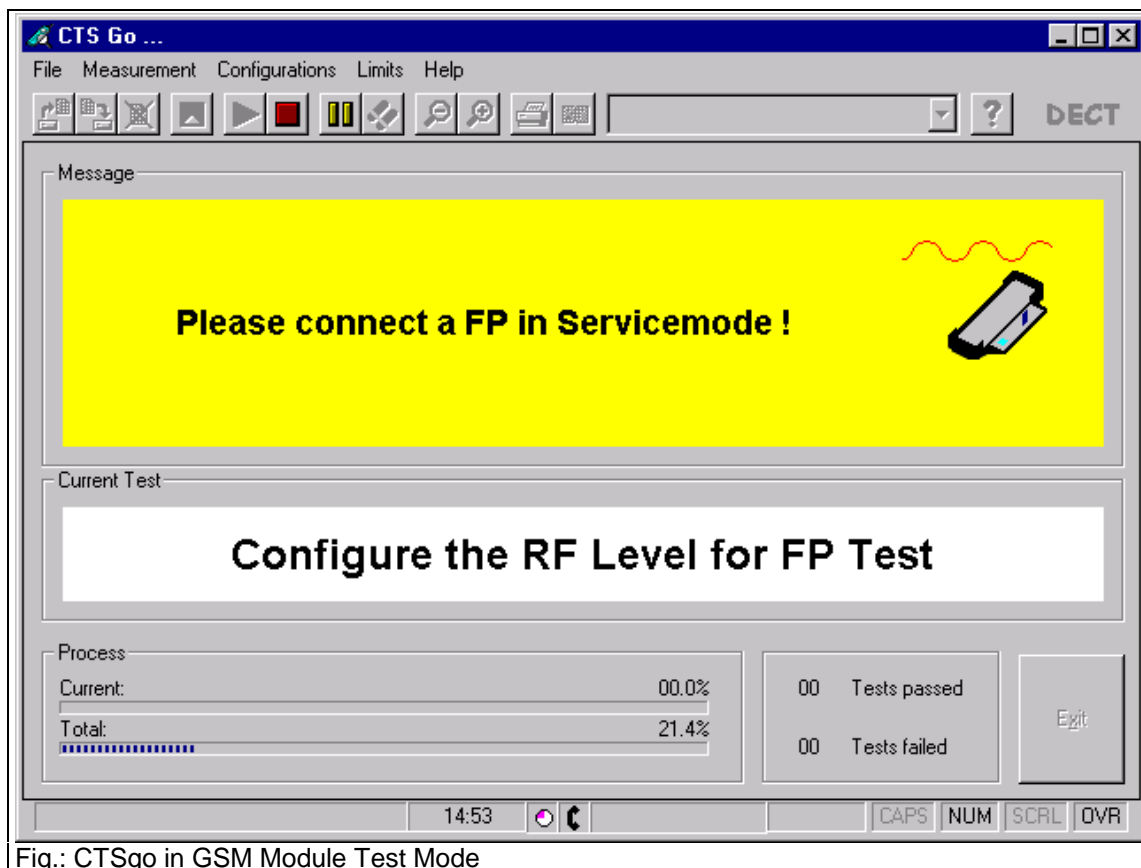 CTS Go ...
File Measurement Configurations Limits Help
? DECT
Message
Please connect a FP in Servicemode !
Current Test
Configure the RF Level for FP Test
Process
Current: 00.0%
Total: 21.4%
00 Tests passed
00 Tests failed
Exit
14:53 CAPS NUM SCRL OVR
Fig.: CTSgo in GSM Module Test Mode